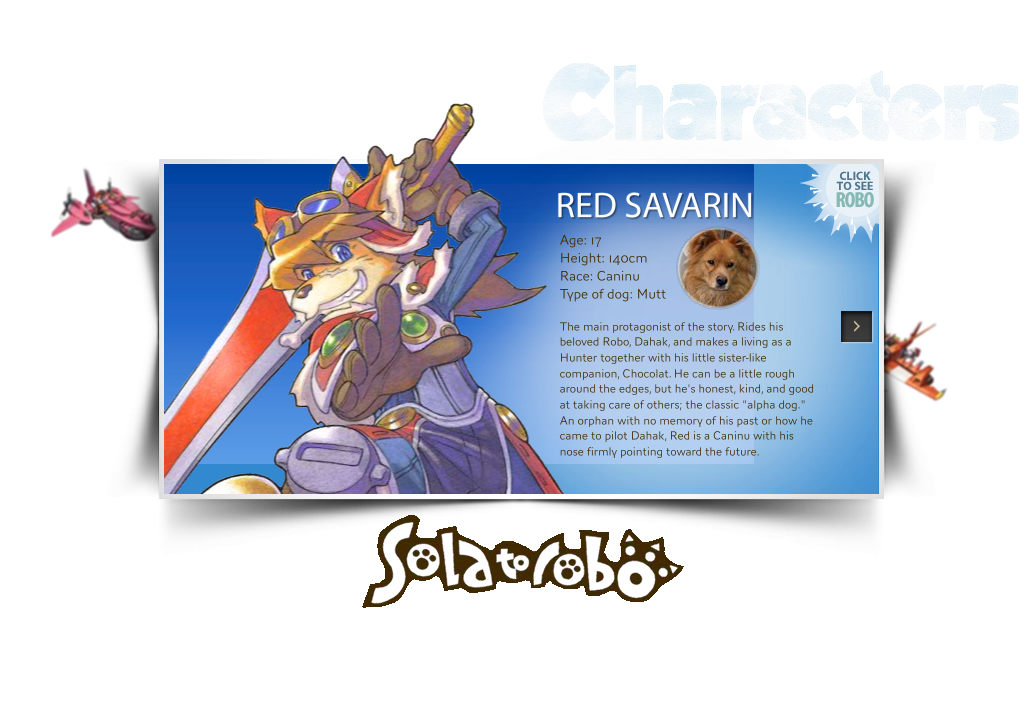 Characters
CLICK
TO SEE
ROBO
RED SAVARIN
Age: 17
Height: 140cm
Race: Caninu
Type of dog: Mutt
The main protagonist of the story. Rides his
beloved Robo, Dahak, and makes a living as a
Hunter together with his little sister-like
companion, Chocolat. He can be a little rough
around the edges, but he's honest, kind, and good
at taking care of others; the classic "alpha dog."
An orphan with no memory of his past or how he
came to pilot Dahak, Red is a Caninu with his
nose firmly pointing toward the future.
Solatorobo